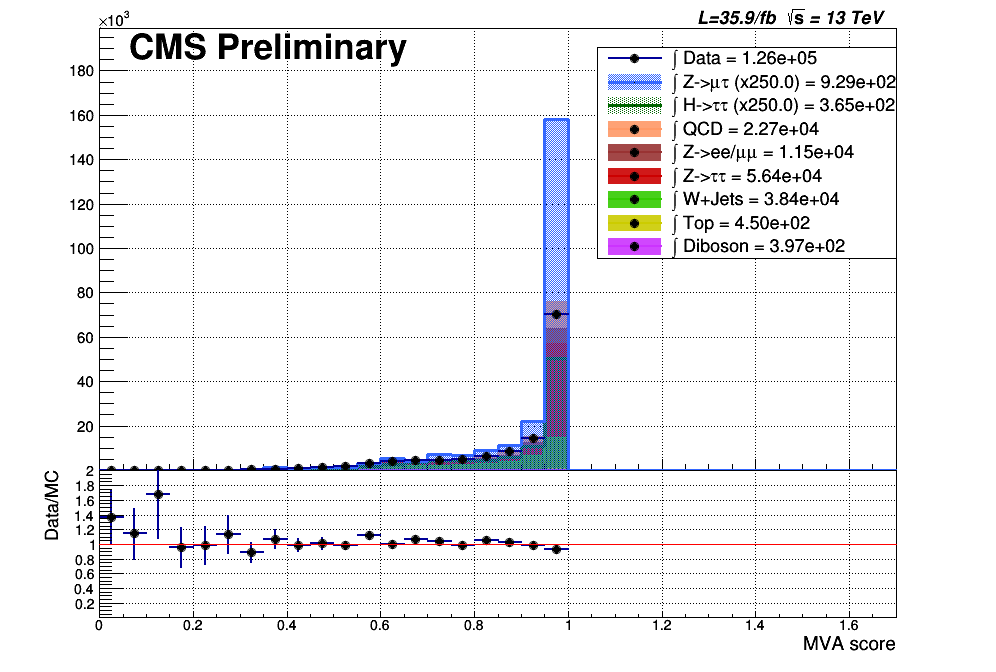 ×10³
L=35.9/fb √s = 13 TeV
CMS Preliminary
∫ Data = 1.26e+05
∫ Z->μτ (x250.0) = 9.29e+02
∫ H->ττ (x250.0) = 3.65e+02
∫ QCD = 2.27e+04
∫ Z->ee/μμ = 1.15e+04
∫ Z->ττ = 5.64e+04
∫ W+Jets = 3.84e+04
∫ Top = 4.50e+02
∫ Diboson = 3.97e+02
180
160
140
120
100
80
60
40
20
Data/MC
2
1.8
1.6
1.4
1.2
1
0.8
0.6
0.4
0.2
0 0.2 0.4 0.6 0.8 1 1.2 1.4 1.6
MVA score